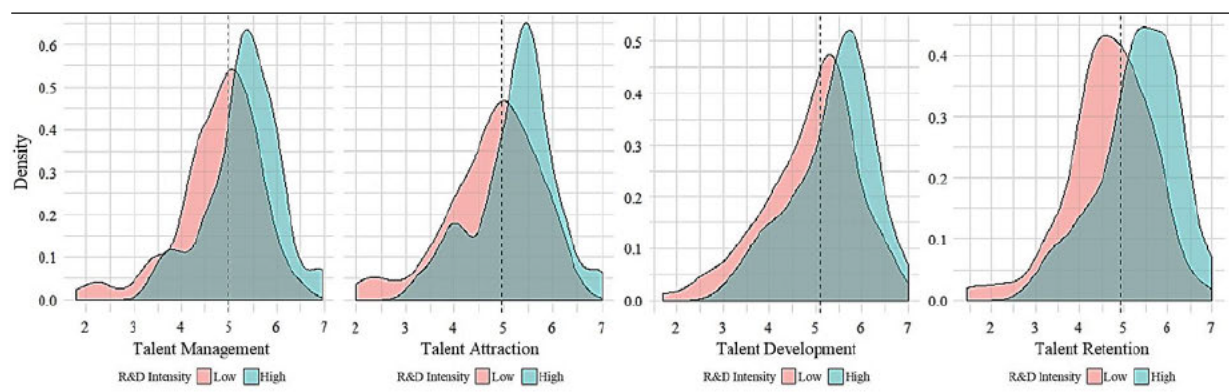 Density
0.6
0.5
0.4
0.3
0.2
0.1
0.0
2 3 4 5 6 7
Talent Management
R&D Intensity Low High
2 3 4 5 6 7
Talent Attraction
R&D Intensity Low High
0.5
0.4
0.3
0.2
0.1
0.0
2 3 4 5 6 7
Talent Development
R&D Intensity Low High
0.4
0.3
0.2
0.1
0.0
2 3 4 5 6 7
Talent Retention
R&D Intensity Low High